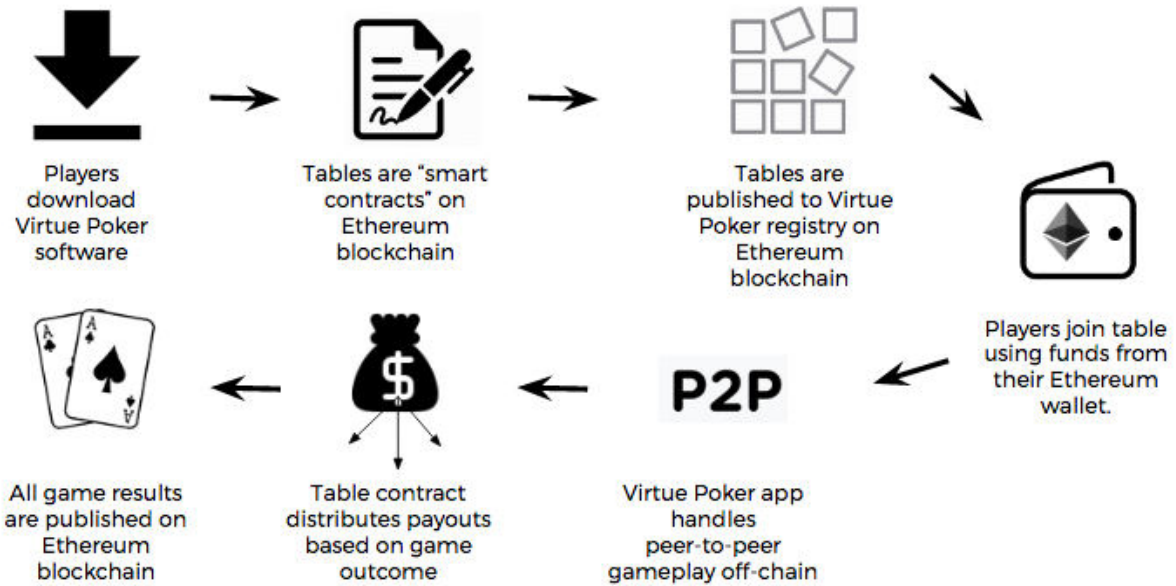 Players
download
Virtue Poker
software
Tables are “smart
contracts” on
Ethereum
blockchain
Tables are
published to Virtue
Poker registry on
Ethereum
blockchain
Players join table
using funds from
their Ethereum
wallet.
P2P
Virtue Poker app
handles
peer-to-peer
gameplay off-chain
$
Table contract
distributes payouts
based on game
outcome
A
A
A
All game results
are published on
Ethereum
blockchain